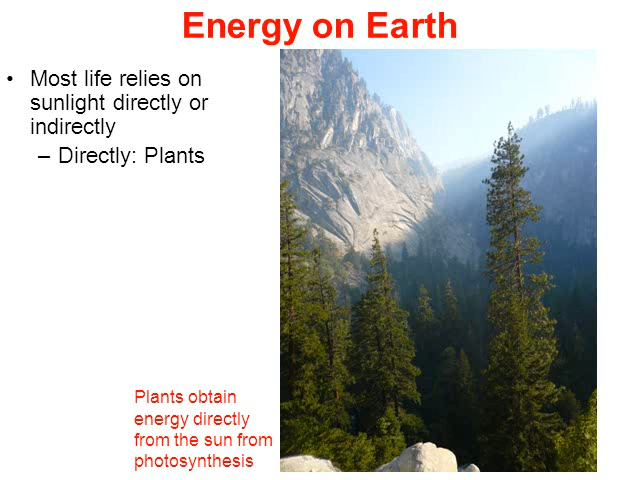 Energy on Earth
• Most life relies on
sunlight directly or
indirectly
– Directly: Plants
Plants obtain
energy directly
from the sun from
photosynthesis